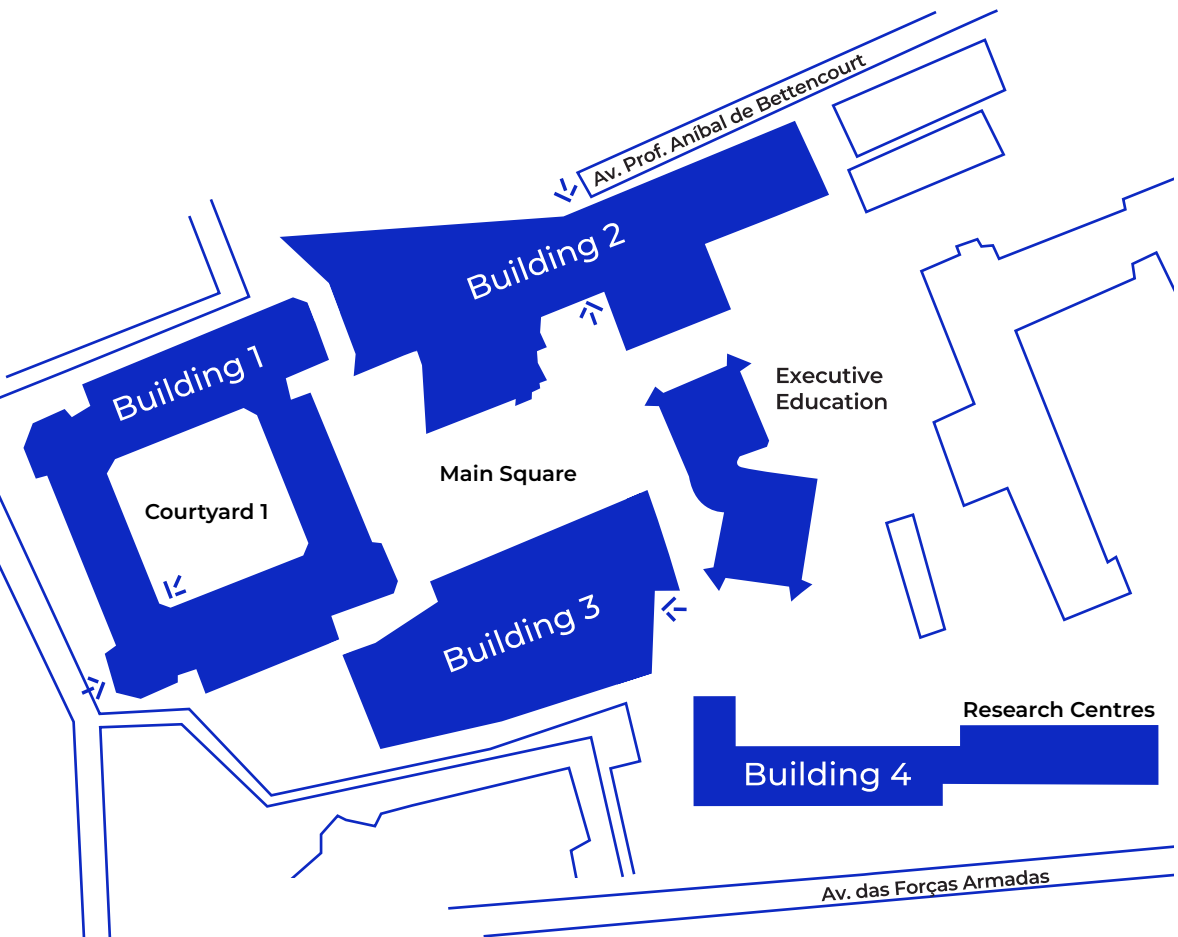 Av. Prof. Aníbal de Bettencourt
Building 2
Building 1
Executive
Education
Main Square
Courtyard 1
Building 3
Research Centres
Building 4
Av. das Forças Armadas